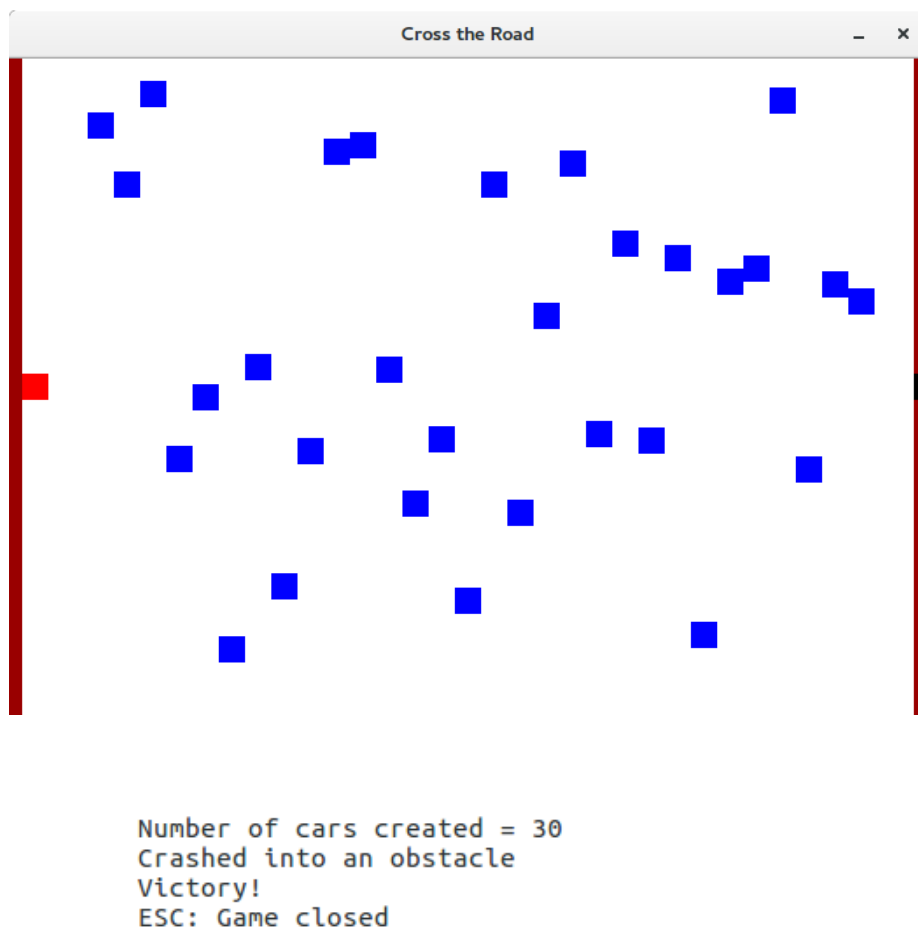 Cross the Road
Number of cars created = 30
Crashed into an obstacle
Victory!
ESC: Game closed